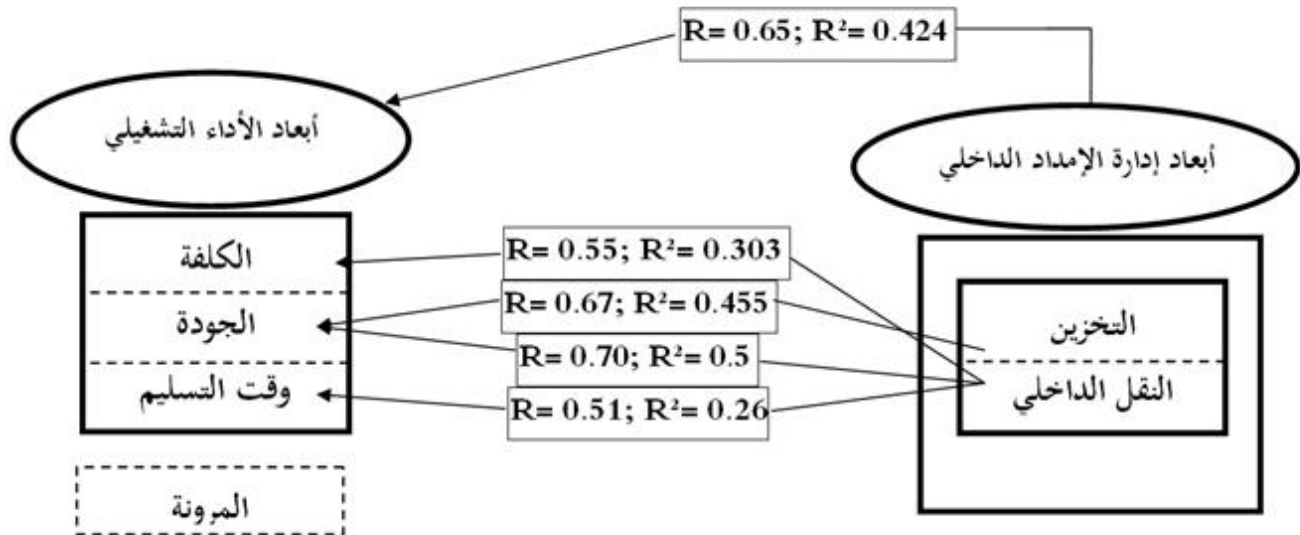 R= 0.65; R²= 0.424
أبعاد إدارة الإمداد الداخلي
أبعاد الأداء التشغيلي
التخزين
النقل الداخلي
R= 0.55; R²= 0.303
R= 0.67; R²= 0.455
R= 0.70; R²= 0.5
R= 0.51; R²= 0.26
الكلفة
الجودة
وقت التسليم
المرونة